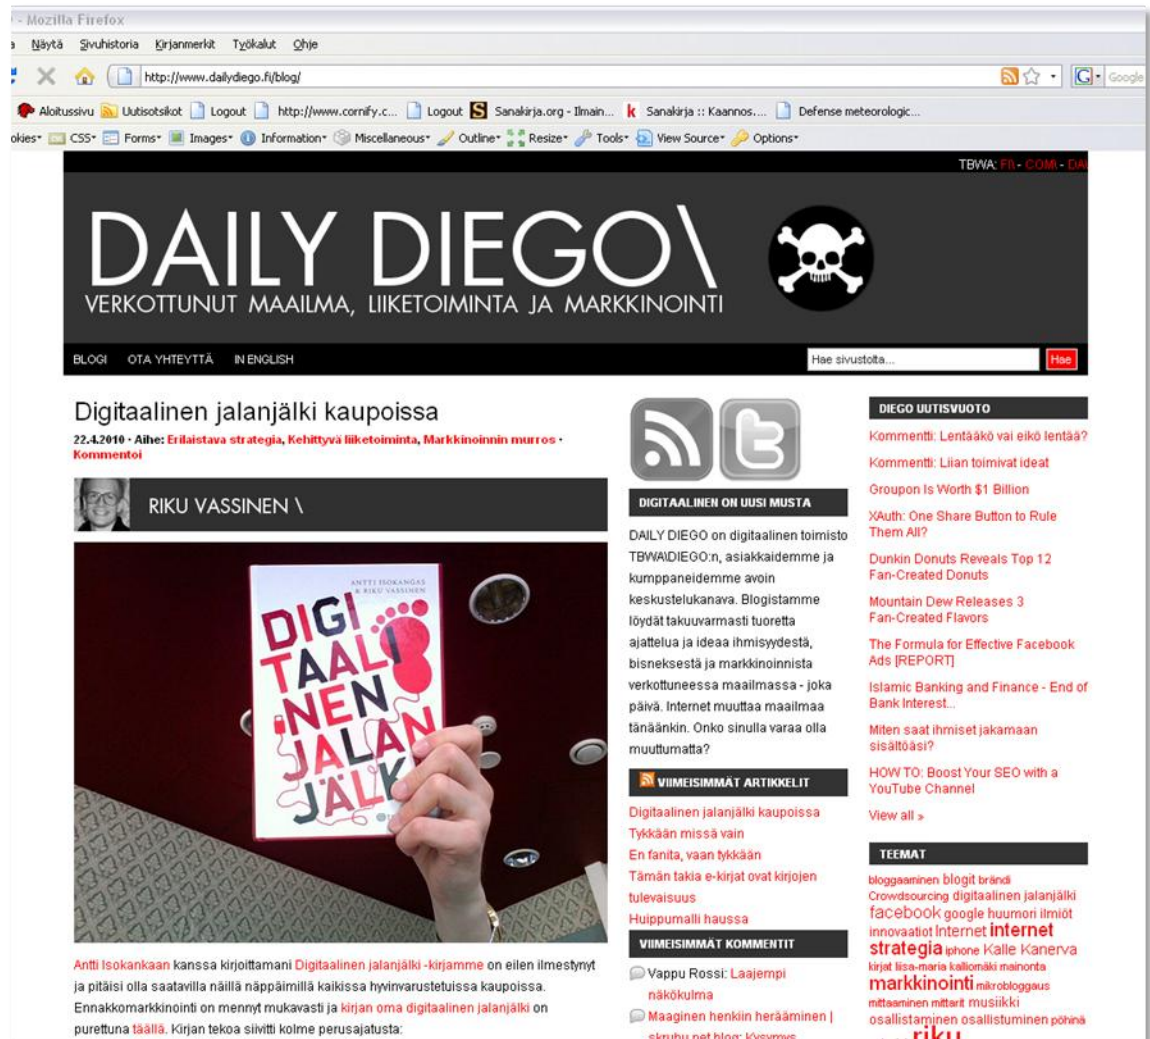 - Mozilla Firefox
Näytä Sivuhistoria Kirjanmerkit Työkalut Ohje
http://www.dailydiego.fi/blog/
G Google
Aloitussivu Uutisotsikot Logout http://www.cornify.c... Logout S Sanakirja.org - Ilmain... k Sanakirja :: Kaannos.... Defense meteorologic...
okies CSS Forms Images Information Miscellaneous Outline Resize Tools View Source Options
TBWA: FI\ - COM\ - DAI
DAILY DIEGO\
VERKOTTUNUT MAAILMA, LIIKETOIMINTA JA MARKKINOINTI
BLOGI OTA YHTEYTTÄ IN ENGLISH
Hae sivustolta... Hae
Digitaalinen jalanjälki kaupoissa
22.4.2010 · Aihe: Erilaistava strategia, Kehittyvä liiketoiminta, Markkinoinnin murros ·
Kommentoi
RIKU VASSINEN \
ANTTI ISOKANGAS
& RIKU VASSINEN
DIGI
TAALI
NEN
JALAN
JÄLKI
Antti Isokankaan kanssa kirjoittamani Digitaalinen jalanjälki -kirjamme on eilen ilmestynyt
ja pitäisi olla saatavilla näillä näppäimillä kaikissa hyvinvarustetuissa kaupoissa.
Ennakkomarkkinointi on mennyt mukavasti ja kirjan oma digitaalinen jalanjälki on
purettuna täällä. Kirjan tekoa siivitti kolme perusajatusta:
DIGITAALINEN ON UUSI MUSTA
DAILY DIEGO on digitaalinen toimisto
TBWA\DIEGO:n, asiakkaidemme ja
kumppaneidemme avoin
keskustelukanava. Blogistamme
löydät takuuvarmasti tuoretta
ajattelua ja ideaa ihmisyydestä,
bisneksestä ja markkinoinnista
verkottuneessa maailmassa - joka
päivä. Internet muuttaa maailmaa
tänäänkin. Onko sinulla varaa olla
muuttumatta?
VIIMEISIMMÄT ARTIKKELIT
Digitaalinen jalanjälki kaupoissa
Tykkään missä vain
En fanita, vaan tykkään
Tämän takia e-kirjat ovat kirjojen
tulevaisuus
Huippumalli haussa
VIIMEISIMMÄT KOMMENTIT
Vappu Rossi: Laajempi
näkökulma
Maaginen henkiin herääminen |
skrubu.net blog: Kysymys
DIEGO UUTISVUOTO
Kommentti: Lentääkö vai eikö lentää?
Kommentti: Liian toimivat ideat
Groupon Is Worth $1 Billion
XAuth: One Share Button to Rule
Them All?
Dunkin Donuts Reveals Top 12
Fan-Created Donuts
Mountain Dew Releases 3
Fan-Created Flavors
The Formula for Effective Facebook
Ads [REPORT]
Islamic Banking and Finance - End of
Bank Interest...
Miten saat ihmiset jakamaan
sisältöäsi?
HOW TO: Boost Your SEO with a
YouTube Channel
View all »
TEEMAT
bloggaaminen blogit brändi
Crowdsourcing digitaalinen jalanjälki
facebook google huumori ilmiöt
innovaatiot Internet internet
strategia iphone Kalle Kanerva
kirjat liisa-maria kalliomäki mainonta
markkinointi mikrobloggaus
mittaaminen mittarit musiikki
osallistaminen osallistuminen pöhinä
riku